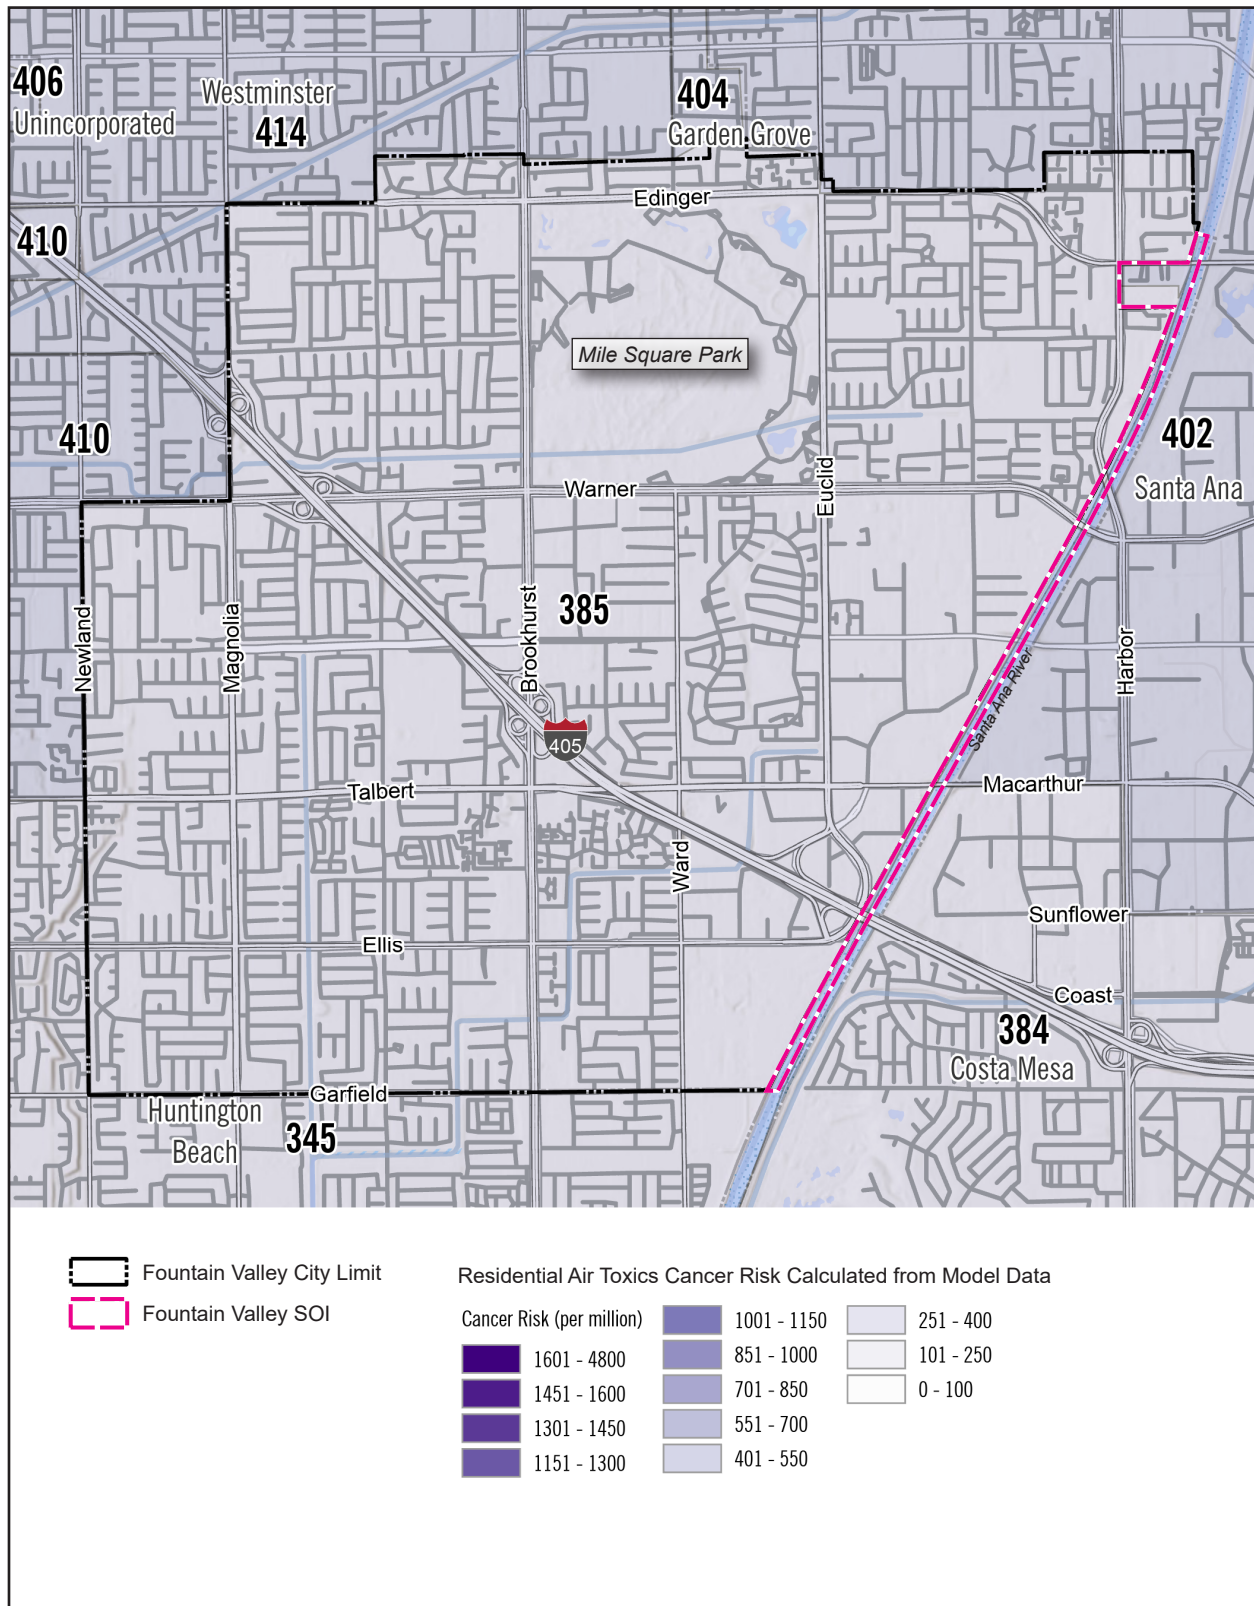 406
Unincorporated
Westminster
414
404
Garden Grove
Edinger
410
Mile Square Park
410
402
Santa Ana
Warner
Euclid
385
Brookhurst
Newland
Magnolia
Harbor
Santa Ana River
405
Talbert
Macarthur
Ward
Sunflower
Ellis
Coast
384
Costa Mesa
Garfield
Huntington
Beach
345
Fountain Valley City Limit
Fountain Valley SOI
Residential Air Toxics Cancer Risk Calculated from Model Data
Cancer Risk (per million)
1601 - 4800
1451 - 1600
1301 - 1450
1151 - 1300
1001 - 1150
851 - 1000
701 - 850
551 - 700
401 - 550
251 - 400
101 - 250
0 - 100